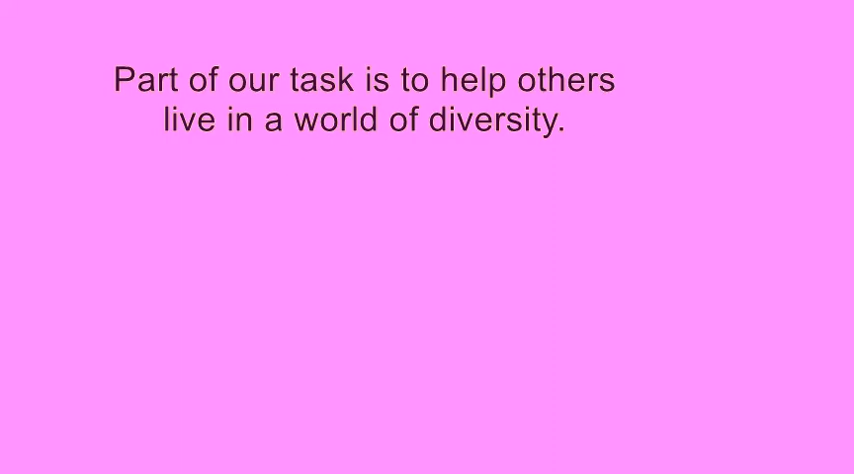 Part of our task is to help others
live in a world of diversity.